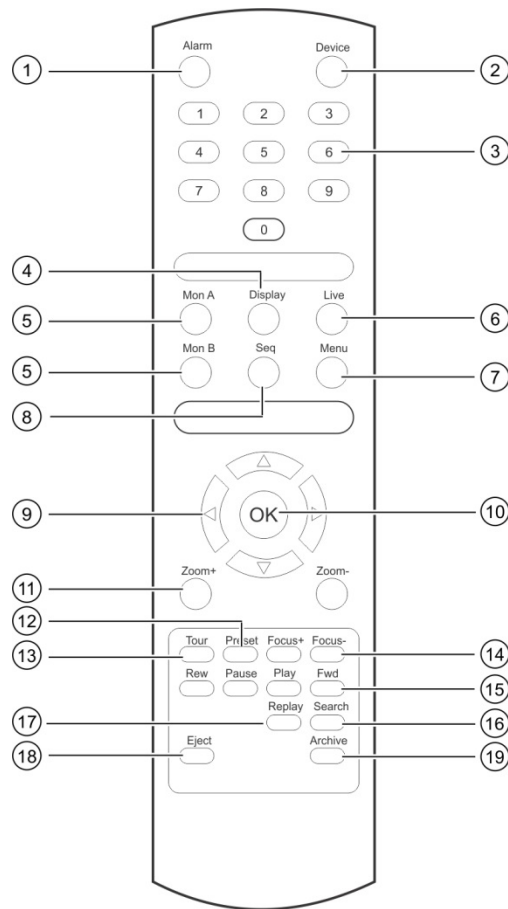 Alarm Device
1 2
1 2 3
4 5 6 3
7 8 9
0
4
Mon A Display Live
5 6
Mon B Seq Menu
5 7
8
9 OK 10
Zoom+ Zoom-
11
12
Tour Preset Focus+ Focus-
13 14
Rew Pause Play Fwd
15
Replay Search
17 16
Eject Archive
18 19